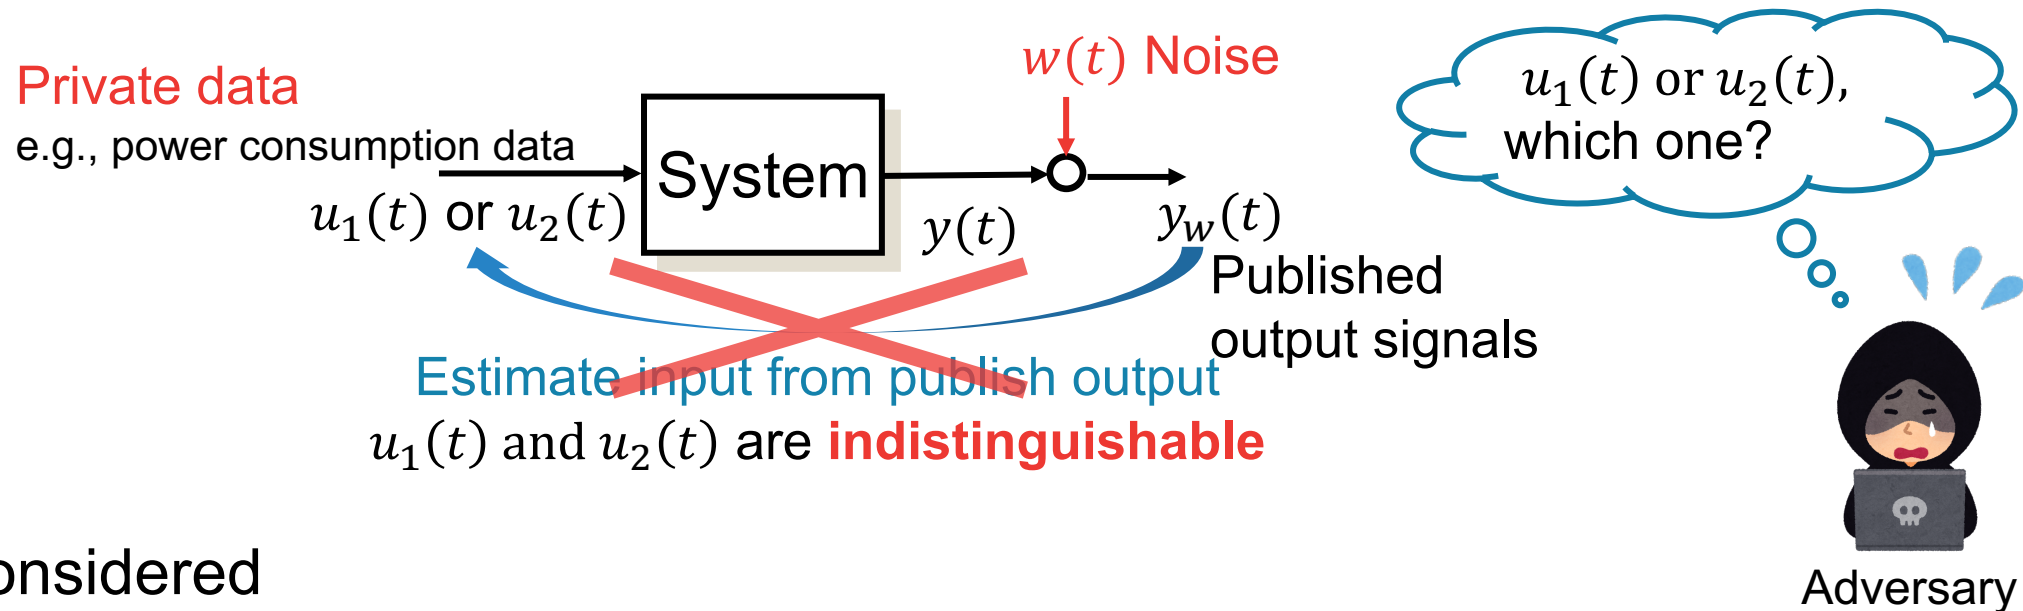 Private data
e.g., power consumption data
u₁(t) or u₂(t)
System
w(t) Noise
y(t)
y_w(t)
Published
output signals
u₁(t) or u₂(t),
which one?
Estimate input from publish output
u₁(t) and u₂(t) are indistinguishable
onsidered
Adversary